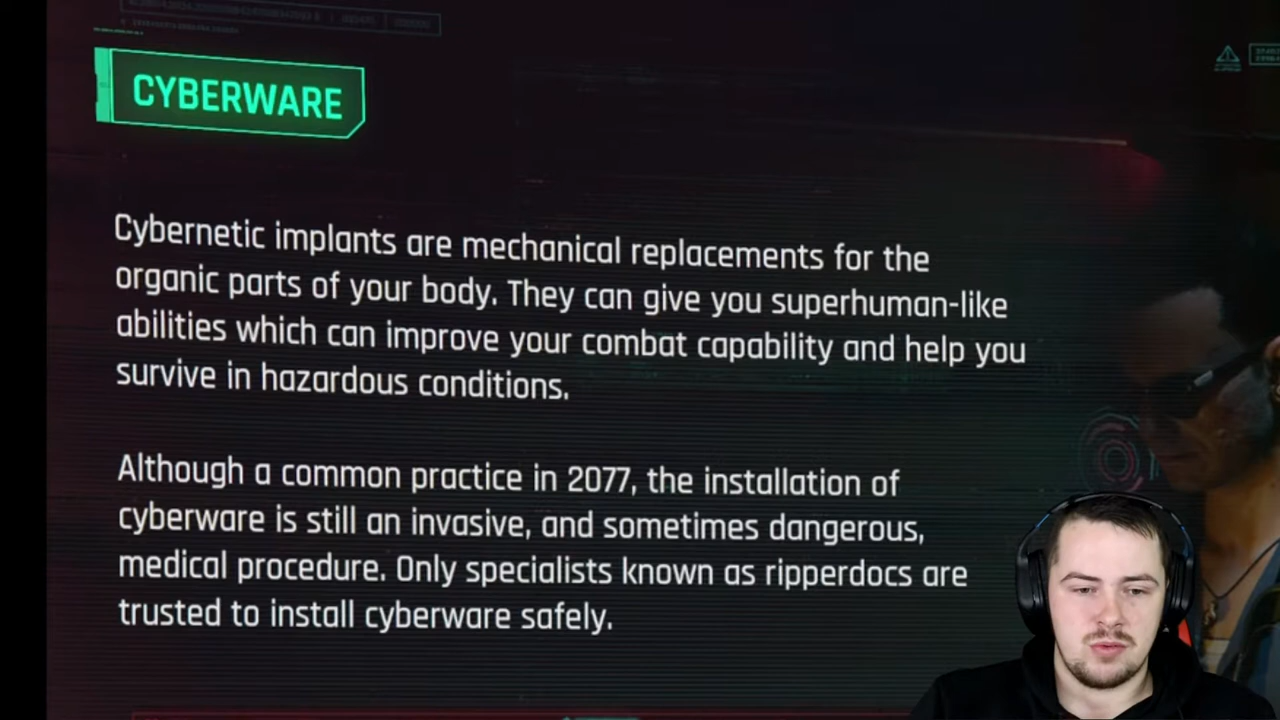 CYBERWARE
Cybernetic implants are mechanical replacements for the
organic parts of your body. They can give you superhuman-like
abilities which can improve your combat capability and help you
survive in hazardous conditions.
Although a common practice in 2077, the installation of
cyberware is still an invasive, and sometimes dangerous,
medical procedure. Only specialists known as ripperdocs are
trusted to install cyberware safely.